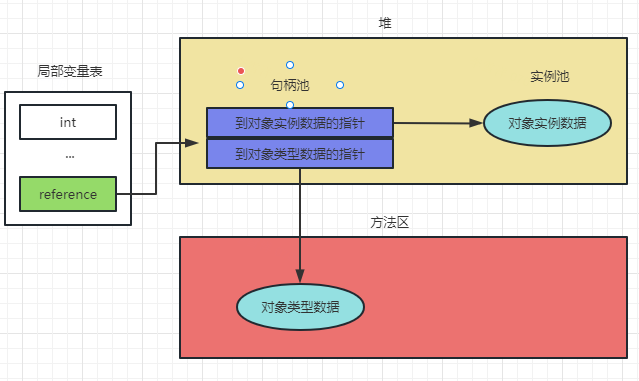 堆
局部变量表
句柄池
实例池
int
到对象实例数据的指针
对象实例数据
...
到对象类型数据的指针
reference
方法区
对象类型数据